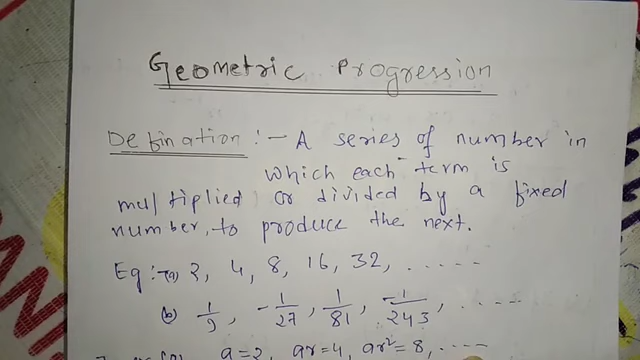 Geometric Progression
Defination :- A series of number in
which each term is
multiplied or divided by a fixed
number, to produce the next.
Eg :- (a) 2, 4, 8, 16, 32, ......
(b) 1/9, -1/27, 1/81, -1/243, ......
a=2, ar=4, ar²=8, ......